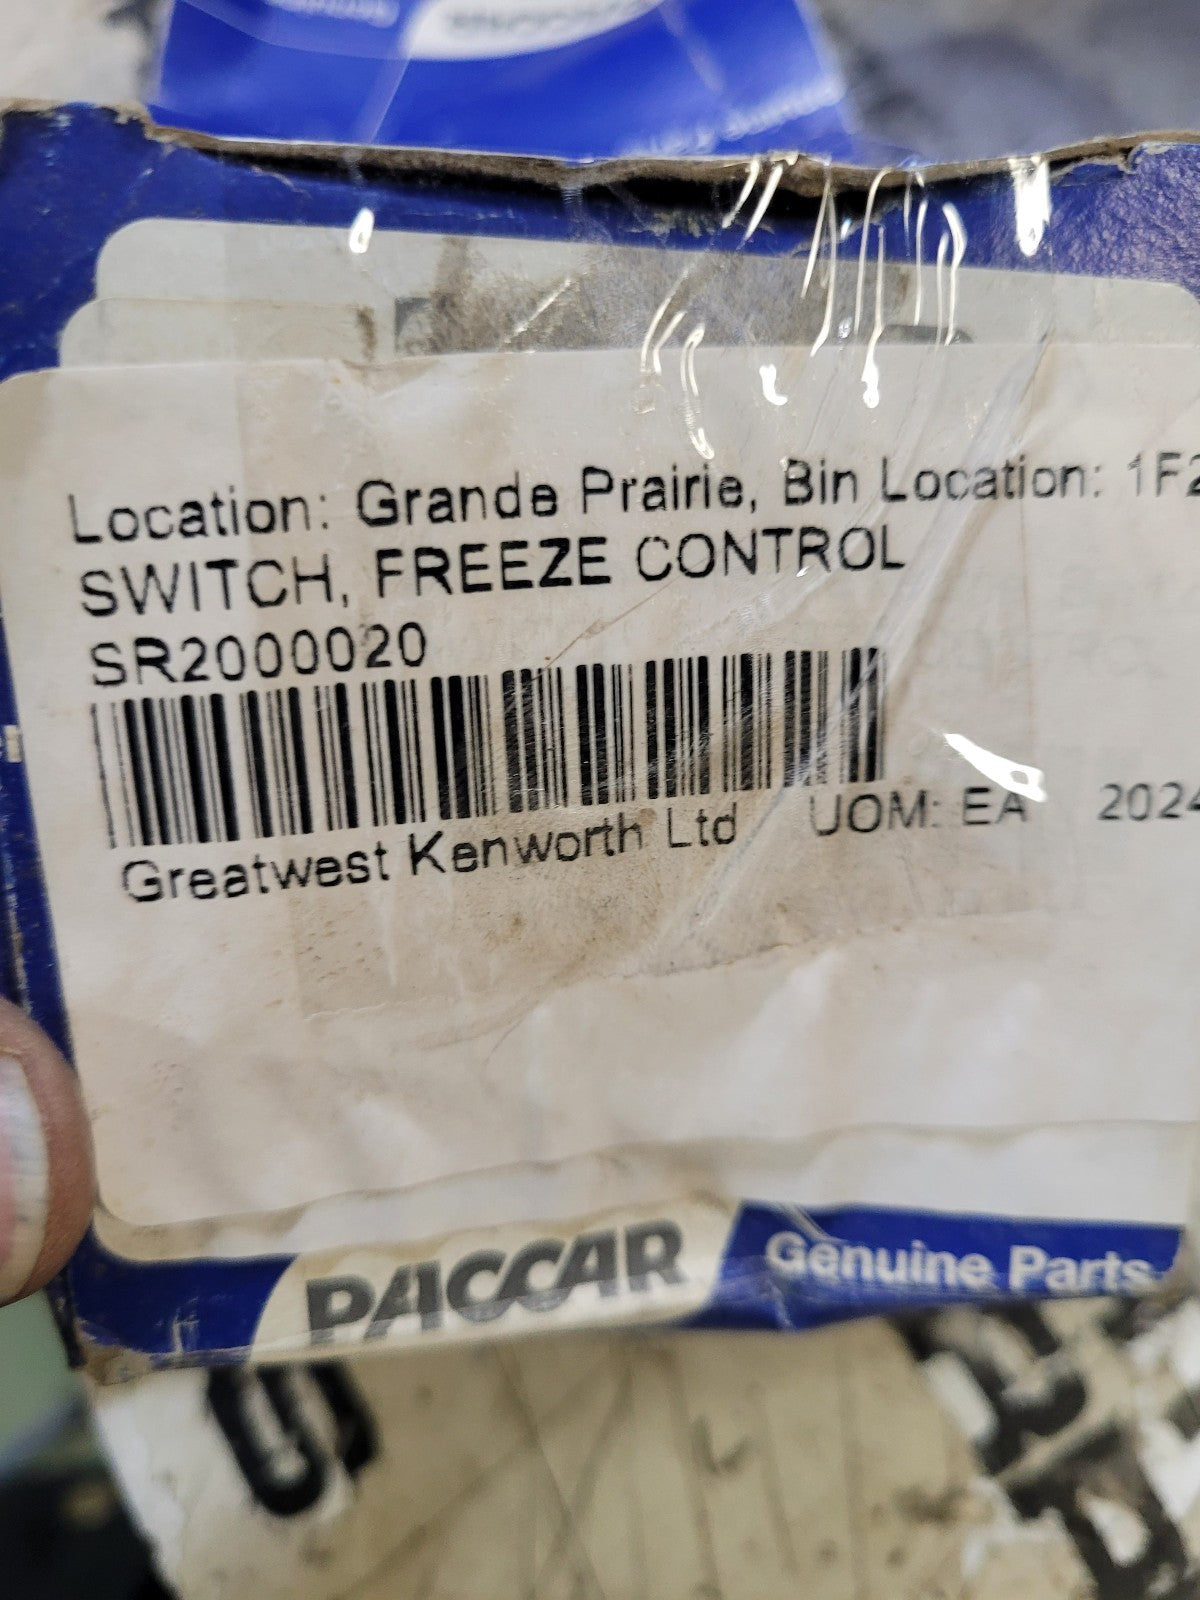 Location: Grande Prairie, Bin Location: 1F2
SWITCH, FREEZE CONTROL
SR2000020
Greatwest Kenworth Ltd UOM: EA 2024
PACCAR Genuine Parts